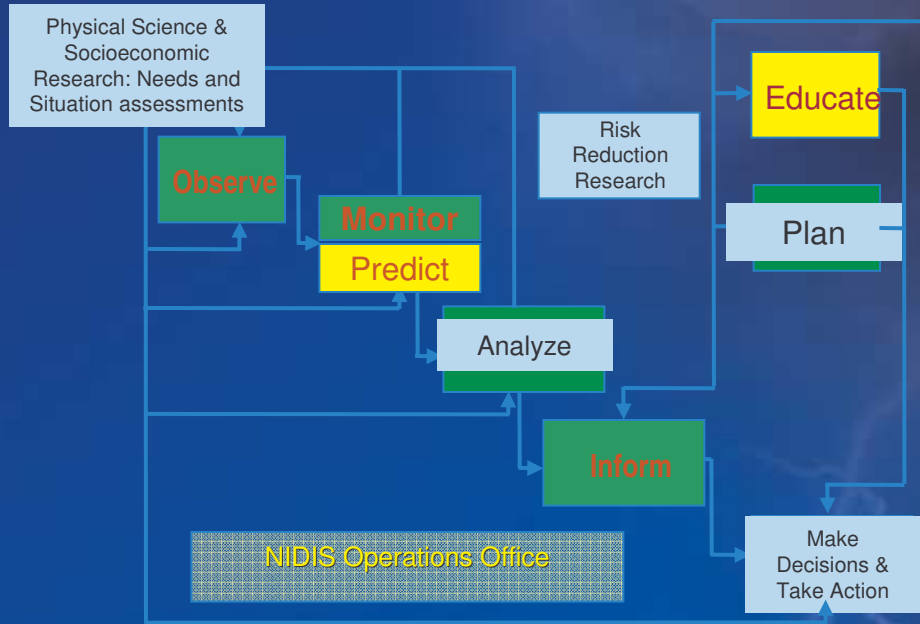 Physical Science &
Socioeconomic
Research: Needs and
Situation assessments
Educate
Risk
Reduction
Research
Observe
Monitor
Plan
Predict
Analyze
Inform
NIDIS Operations Office
Make
Decisions &
Take Action